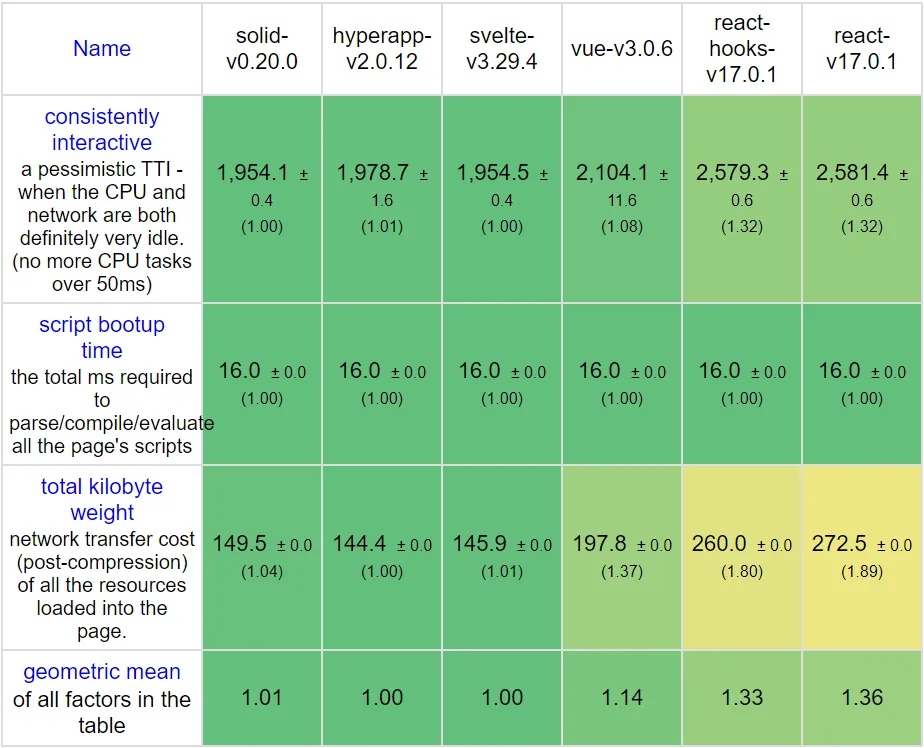 Name
solid-
v0.20.0
hyperapp-
v2.0.12
svelte-
v3.29.4
vue-v3.0.6
react-
hooks-
v17.0.1
react-
v17.0.1
consistently
interactive
a pessimistic TTI -
when the CPU and
network are both
definitely very idle.
(no more CPU tasks
over 50ms)
1,954.1 ±
0.4
(1.00)
1,978.7 ±
1.6
(1.01)
1,954.5 ±
0.4
(1.00)
2,104.1 ±
11.6
(1.08)
2,579.3 ±
0.6
(1.32)
2,581.4 ±
0.6
(1.32)
script bootup
time
the total ms required
to
parse/compile/evaluate
all the page's scripts
16.0 ± 0.0
(1.00)
16.0 ± 0.0
(1.00)
16.0 ± 0.0
(1.00)
16.0 ± 0.0
(1.00)
16.0 ± 0.0
(1.00)
16.0 ± 0.0
(1.00)
total kilobyte
weight
network transfer cost
(post-compression)
of all the resources
loaded into the
page.
149.5 ± 0.0
(1.04)
144.4 ± 0.0
(1.00)
145.9 ± 0.0
(1.01)
197.8 ± 0.0
(1.37)
260.0 ± 0.0
(1.80)
272.5 ± 0.0
(1.89)
geometric mean
of all factors in the
table
1.01
1.00
1.00
1.14
1.33
1.36